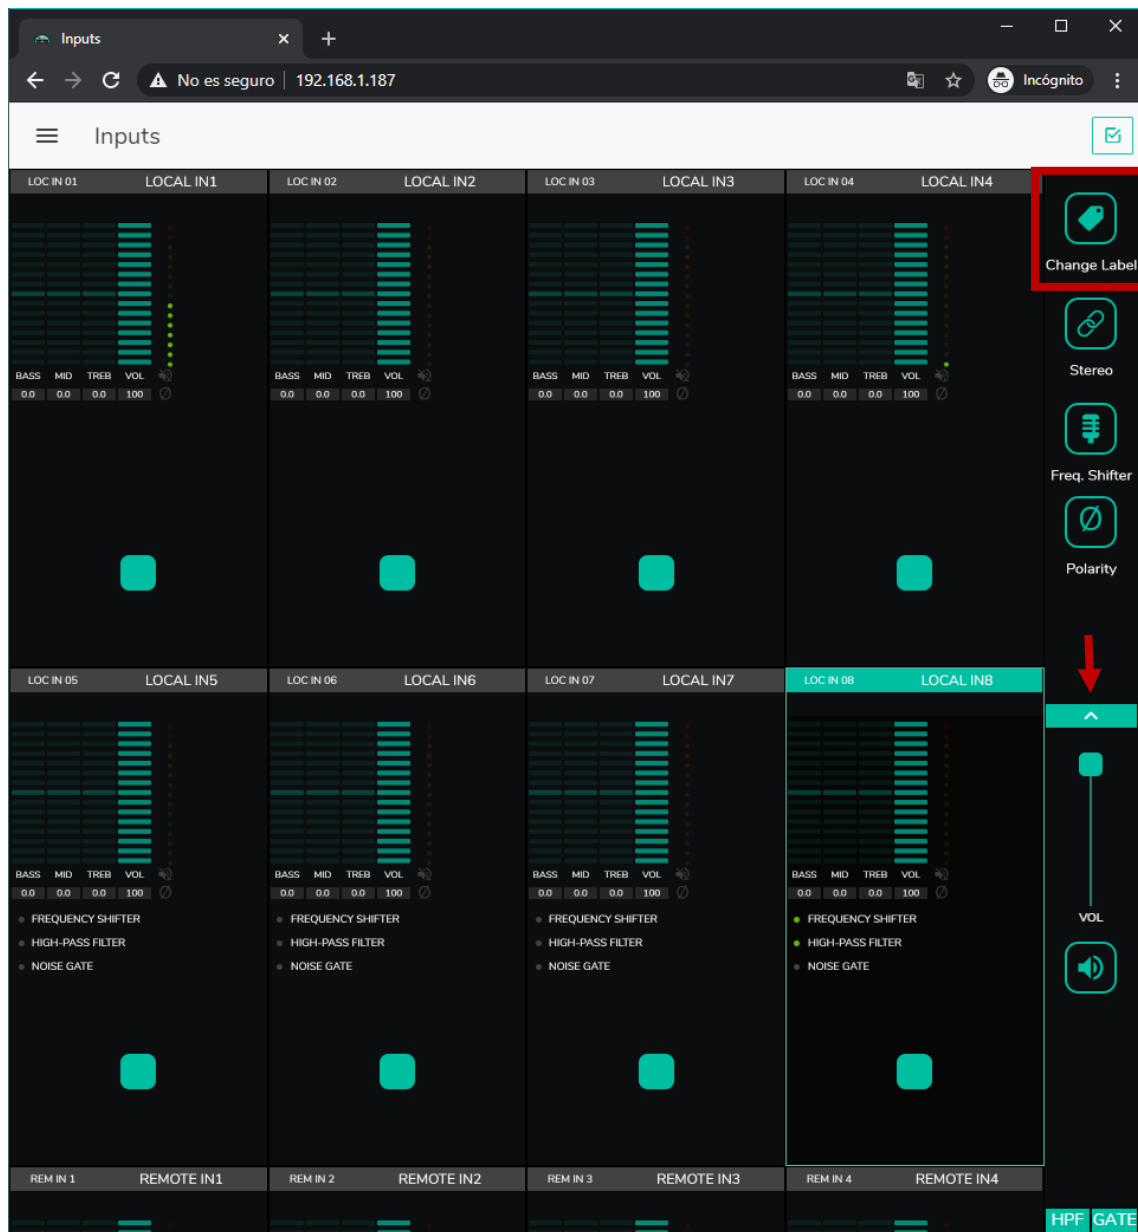 Inputs
No es seguro 192.168.1.187 Incógnito
Inputs
LOC IN 01 LOCAL IN1 LOC IN 02 LOCAL IN2 LOC IN 03 LOCAL IN3 LOC IN 04 LOCAL IN4
Change Label
Stereo
BASS MID TREB VOL BASS MID TREB VOL BASS MID TREB VOL BASS MID TREB VOL
0.0 0.0 0.0 100 0.0 0.0 0.0 100 0.0 0.0 0.0 100 0.0 0.0 0.0 100
Freq. Shifter
Polarity
LOC IN 05 LOCAL IN5 LOC IN 06 LOCAL IN6 LOC IN 07 LOCAL IN7 LOC IN 08 LOCAL IN8
BASS MID TREB VOL BASS MID TREB VOL BASS MID TREB VOL BASS MID TREB VOL
0.0 0.0 0.0 100 0.0 0.0 0.0 100 0.0 0.0 0.0 100 0.0 0.0 0.0 100
FREQUENCY SHIFTER FREQUENCY SHIFTER FREQUENCY SHIFTER FREQUENCY SHIFTER VOL
HIGH-PASS FILTER HIGH-PASS FILTER HIGH-PASS FILTER HIGH-PASS FILTER
NOISE GATE NOISE GATE NOISE GATE NOISE GATE
REM IN 1 REMOTE IN1 REM IN 2 REMOTE IN2 REM IN 3 REMOTE IN3 REM IN 4 REMOTE IN4
HPF GATE